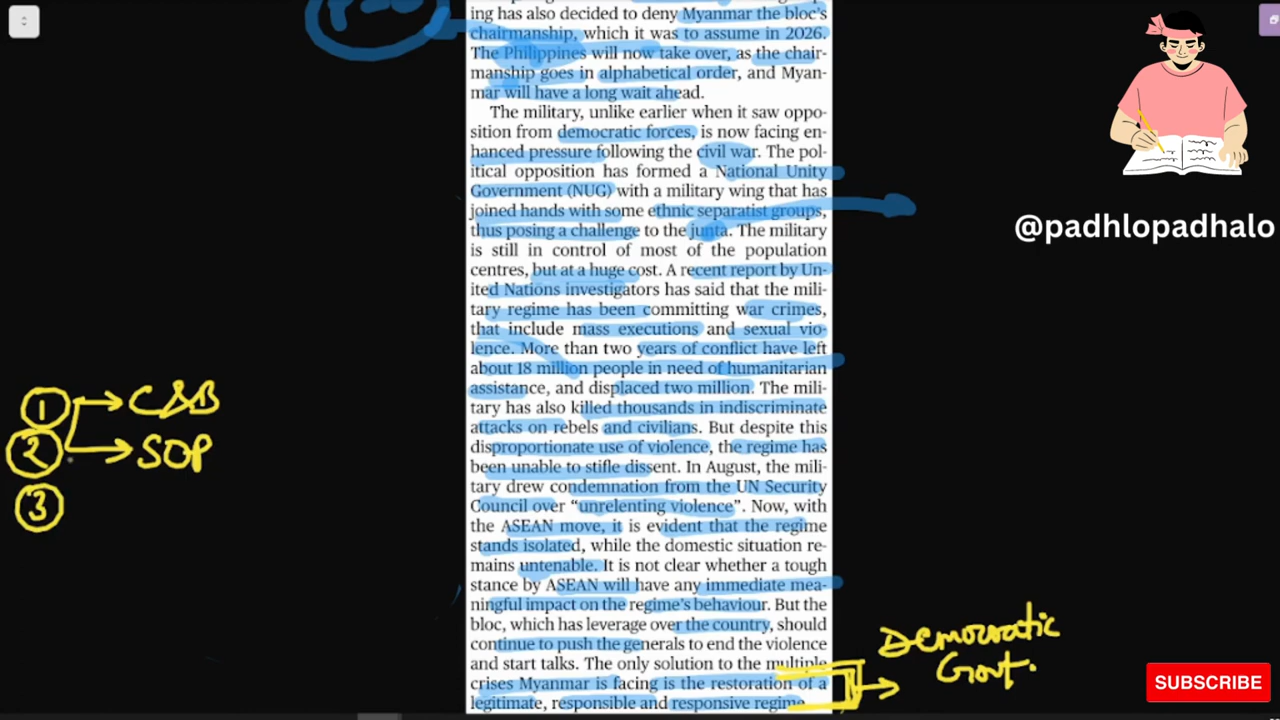 ing has also decided to deny Myanmar the bloc's
chairmanship, which it was to assume in 2026.
The Philippines will now take over, as the chair-
manship goes in alphabetical order, and Myan-
mar will have a long wait ahead.
The military, unlike earlier when it saw oppo-
sition from democratic forces, is now facing en-
hanced pressure following the civil war. The pol-
itical opposition has formed a National Unity
Government (NUG) with a military wing that has
joined hands with some ethnic separatist groups,
thus posing a challenge to the junta. The military
is still in control of most of the population
centres, but at a huge cost. A recent report by Un-
ited Nations investigators has said that the mili-
tary regime has been committing war crimes,
that include mass executions and sexual vio-
lence. More than two years of conflict have left
about 18 million people in need of humanitarian
assistance, and displaced two million. The mili-
tary has also killed thousands in indiscriminate
attacks on rebels and civilians. But despite this
disproportionate use of violence, the regime has
been unable to stifle dissent. In August, the mili-
tary drew condemnation from the UN Security
Council over “unrelenting violence”. Now, with
the ASEAN move, it is evident that the regime
stands isolated, while the domestic situation re-
mains untenable. It is not clear whether a tough
stance by ASEAN will have any immediate mea-
ningful impact on the regime's behaviour. But the
bloc, which has leverage over the country, should
continue to push the generals to end the violence
and start talks. The only solution to the multiple
crises Myanmar is facing is the restoration of a
legitimate, responsible and responsive regime
@padhlopadhalo
1 CSB
2 SOP
3
Democratic
Govt.
SUBSCRIBE